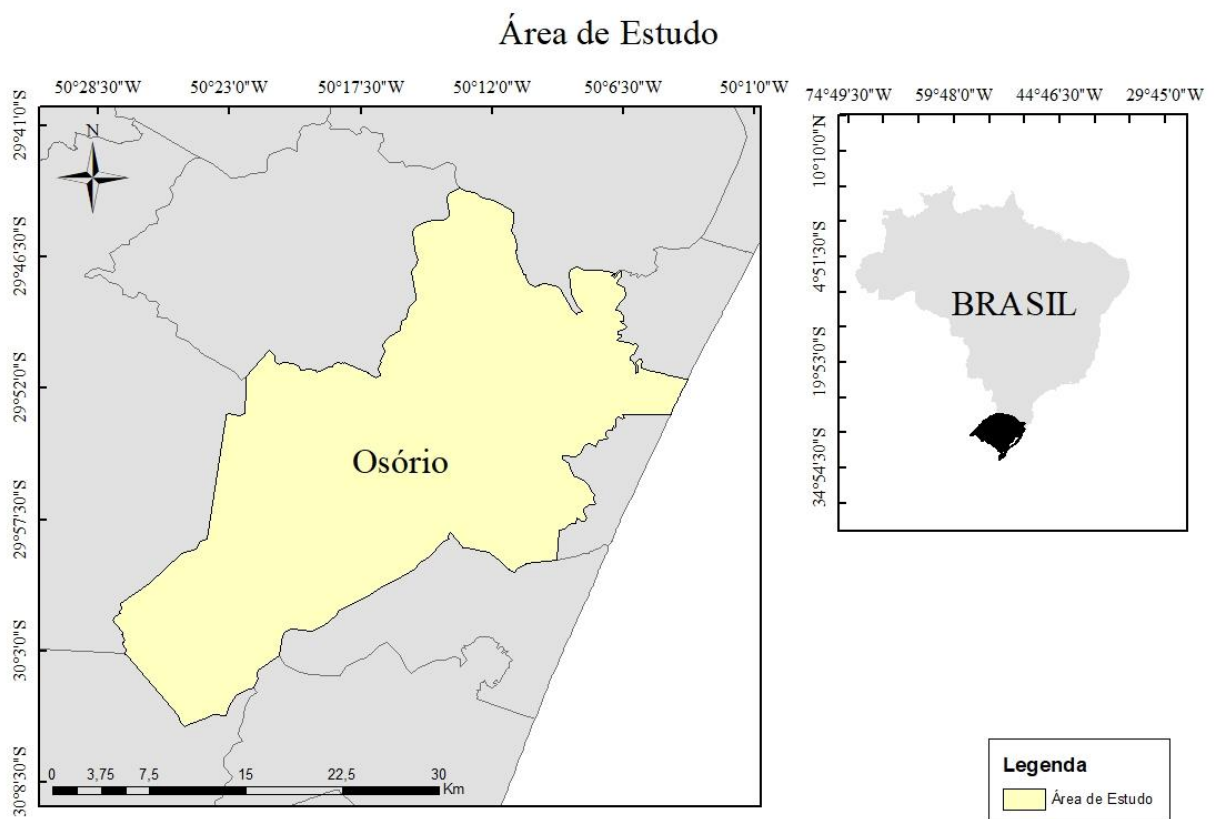 Área de Estudo
50°28'30"W 50°23'0"W 50°17'30"W 50°12'0"W 50°6'30"W 50°1'0"W
74°49'30"W 59°48'0"W 44°46'30"W 29°45'0"W
29°41'0"S
29°46'30"S
29°52'0"S
29°57'30"S
30°3'0"S
30°8'30"S
N
Osório
0 3,75 7,5 15 22,5 30
Km
10°10'0"N
4°51'30"S
19°53'0"S
34°54'30"S
BRASIL
Legenda
Área de Estudo